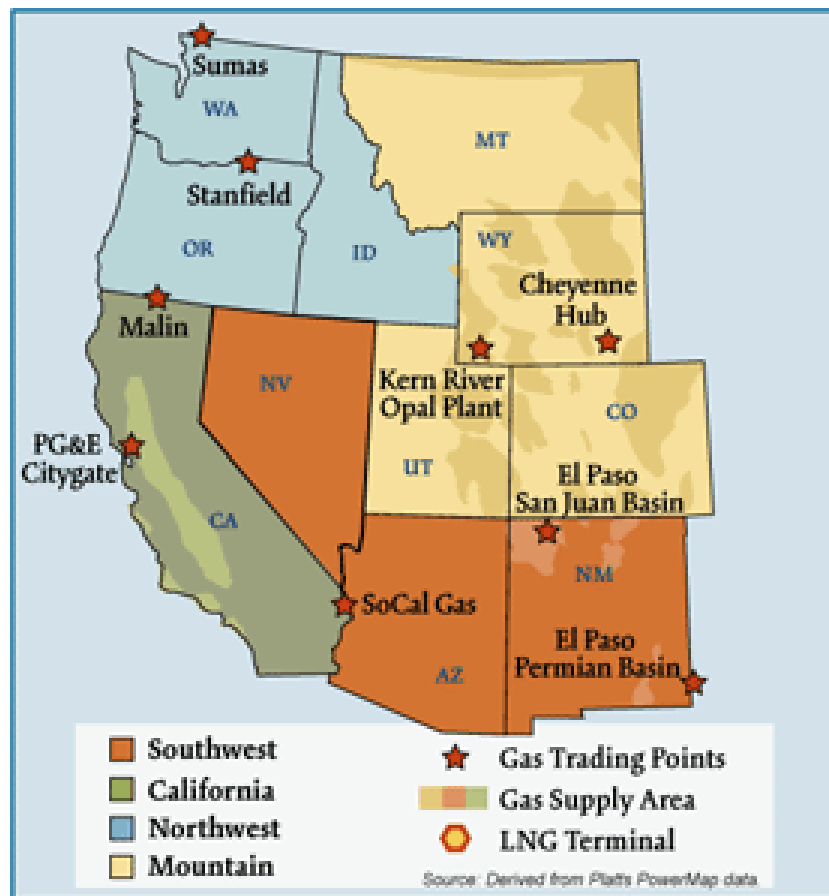 Sumas
WA
MT
Stanfield
OR
ID
WY
Cheyenne
Hub
Malin
NV
Kern River
Opal Plant
CO
PG&E
Citygate
UT
El Paso
San Juan Basin
CA
NM
SoCal Gas
El Paso
Permian Basin
AZ
Southwest
California
Northwest
Mountain
Gas Trading Points
Gas Supply Area
LNG Terminal
Source: Derived from Platts PowerMap data.